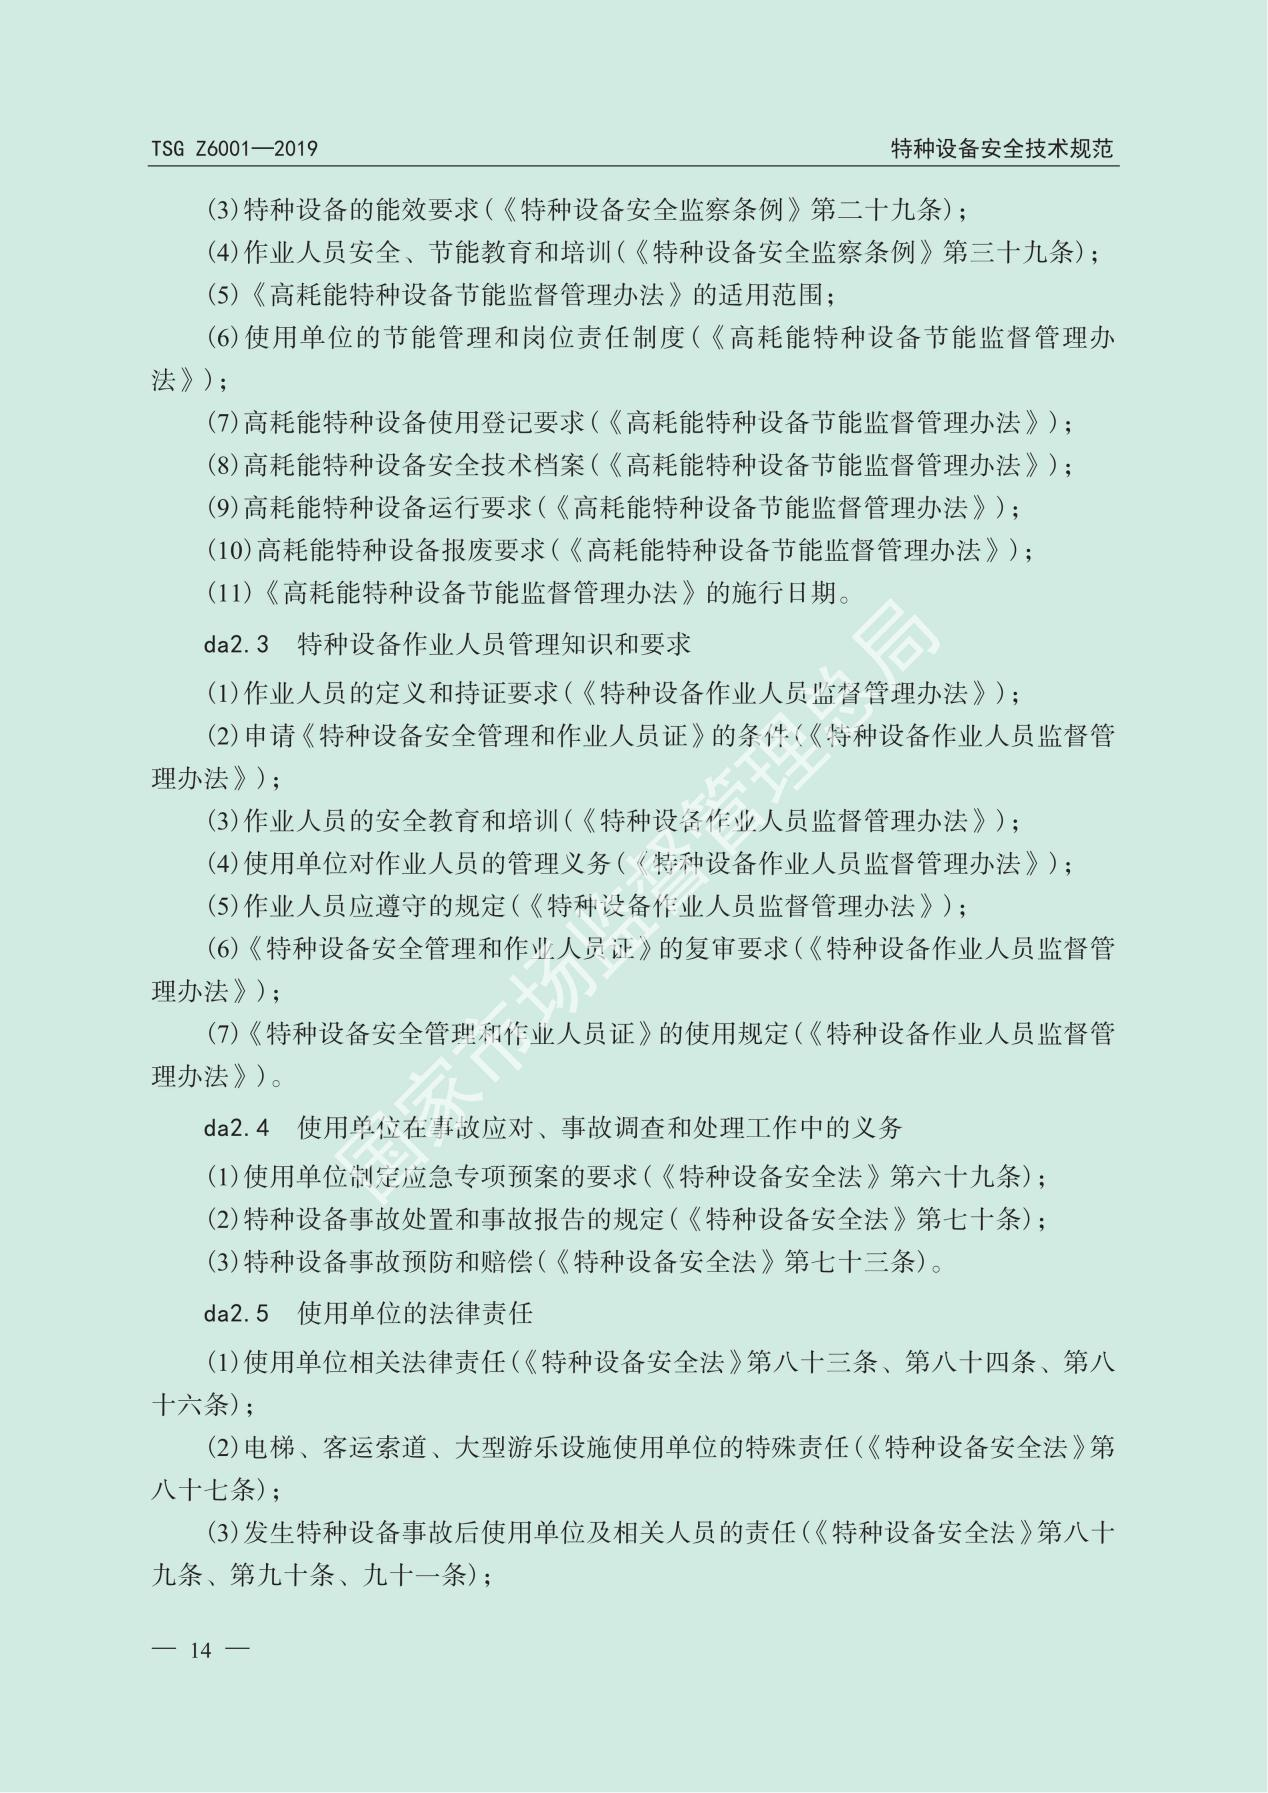 TSG Z6001—2019 特种设备安全技术规范
(3)特种设备的能效要求(《特种设备安全监察条例》第二十九条);
(4)作业人员安全、节能教育和培训(《特种设备安全监察条例》第三十九条);
(5)《高耗能特种设备节能监督管理办法》的适用范围;
(6)使用单位的节能管理和岗位责任制度(《高耗能特种设备节能监督管理办
法》);
(7)高耗能特种设备使用登记要求(《高耗能特种设备节能监督管理办法》);
(8)高耗能特种设备安全技术档案(《高耗能特种设备节能监督管理办法》);
(9)高耗能特种设备运行要求(《高耗能特种设备节能监督管理办法》);
(10)高耗能特种设备报废要求(《高耗能特种设备节能监督管理办法》);
(11)《高耗能特种设备节能监督管理办法》的施行日期。
da2.3 特种设备作业人员管理知识和要求
(1)作业人员的定义和持证要求(《特种设备作业人员监督管理办法》);
(2)申请《特种设备安全管理和作业人员证》的条件(《特种设备作业人员监督管
理办法》);
(3)作业人员的安全教育和培训(《特种设备作业人员监督管理办法》);
(4)使用单位对作业人员的管理义务(《特种设备作业人员监督管理办法》);
(5)作业人员应遵守的规定(《特种设备作业人员监督管理办法》);
(6)《特种设备安全管理和作业人员证》的复审要求(《特种设备作业人员监督管
理办法》);
(7)《特种设备安全管理和作业人员证》的使用规定(《特种设备作业人员监督管
理办法》)。
da2.4 使用单位在事故应对、事故调查和处理工作中的义务
(1)使用单位制定应急专项预案的要求(《特种设备安全法》第六十九条);
(2)特种设备事故处置和事故报告的规定(《特种设备安全法》第七十条);
(3)特种设备事故预防和赔偿(《特种设备安全法》第七十三条)。
da2.5 使用单位的法律责任
(1)使用单位相关法律责任(《特种设备安全法》第八十三条、第八十四条、第八
十六条);
(2)电梯、客运索道、大型游乐设施使用单位的特殊责任(《特种设备安全法》第
八十七条);
(3)发生特种设备事故后使用单位及相关人员的责任(《特种设备安全法》第八十
九条、第九十条、九十一条);
— 14 —
国家市场监督管理总局